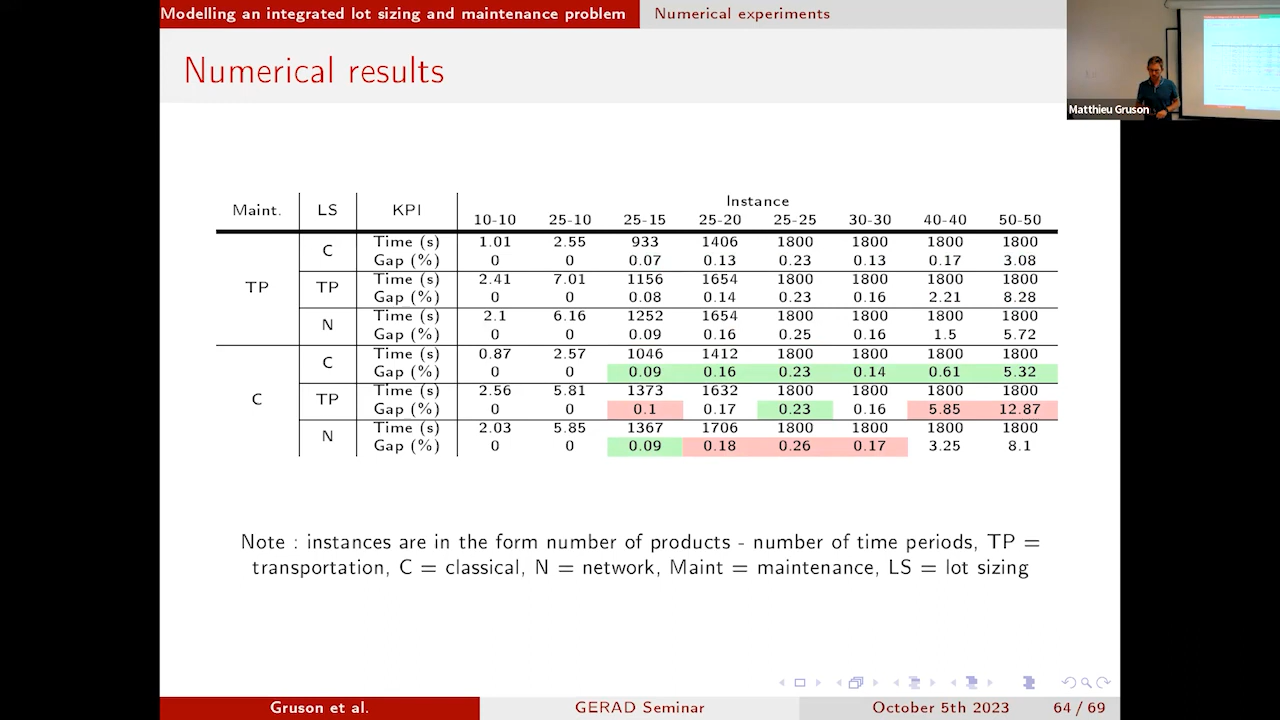 Modelling an integrated lot sizing and maintenance problem Numerical experiments
Numerical results
Matthieu Gruson
Instance
Maint. LS KPI 10-10 25-10 25-15 25-20 25-25 30-30 40-40 50-50
TP C Time (s) 1.01 2.55 933 1406 1800 1800 1800 1800
Gap (%) 0 0 0.07 0.13 0.23 0.13 0.17 3.08
TP Time (s) 2.41 7.01 1156 1654 1800 1800 1800 1800
Gap (%) 0 0 0.08 0.14 0.23 0.16 2.21 8.28
N Time (s) 2.1 6.16 1252 1654 1800 1800 1800 1800
Gap (%) 0 0 0.09 0.16 0.25 0.16 1.5 5.72
C C Time (s) 0.87 2.57 1046 1412 1800 1800 1800 1800
Gap (%) 0 0 0.09 0.16 0.23 0.14 0.61 5.32
TP Time (s) 2.56 5.81 1373 1632 1800 1800 1800 1800
Gap (%) 0 0 0.1 0.17 0.23 0.16 5.85 12.87
N Time (s) 2.03 5.85 1367 1706 1800 1800 1800 1800
Gap (%) 0 0 0.09 0.18 0.26 0.17 3.25 8.1
Note : instances are in the form number of products - number of time periods, TP =
transportation, C = classical, N = network, Maint = maintenance, LS = lot sizing
Gruson et al. GERAD Seminar October 5th 2023 64 / 69